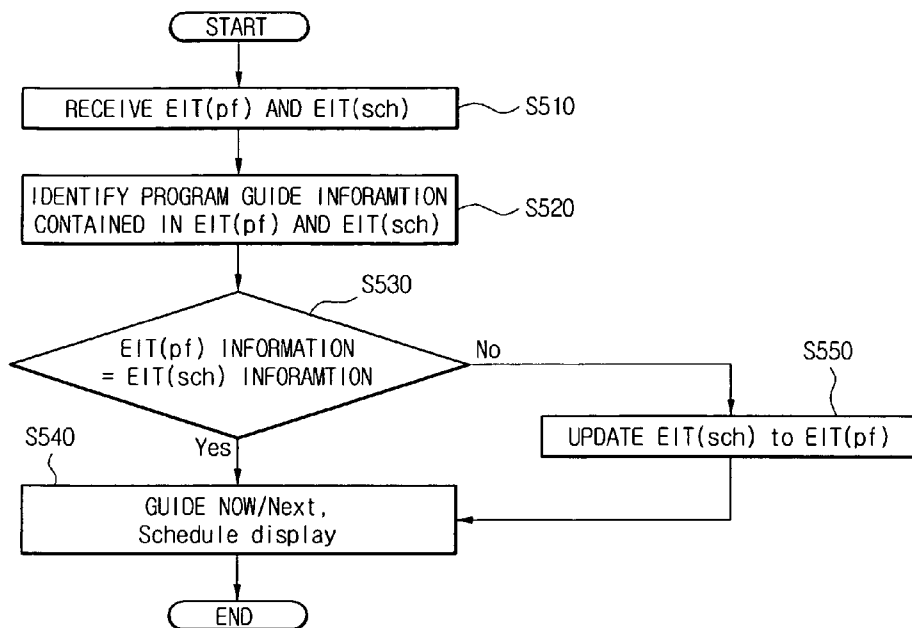 START
RECEIVE EIT(pf) AND EIT(sch)
S510
IDENTIFY PROGRAM GUIDE INFORAMTION
CONTAINED IN EIT(pf) AND EIT(sch)
S520
S530
EIT(pf) INFORMATION
= EIT(sch) INFORAMTION
No
S550
UPDATE EIT(sch) to EIT(pf)
Yes
S540
GUIDE NOW/Next,
Schedule display
END